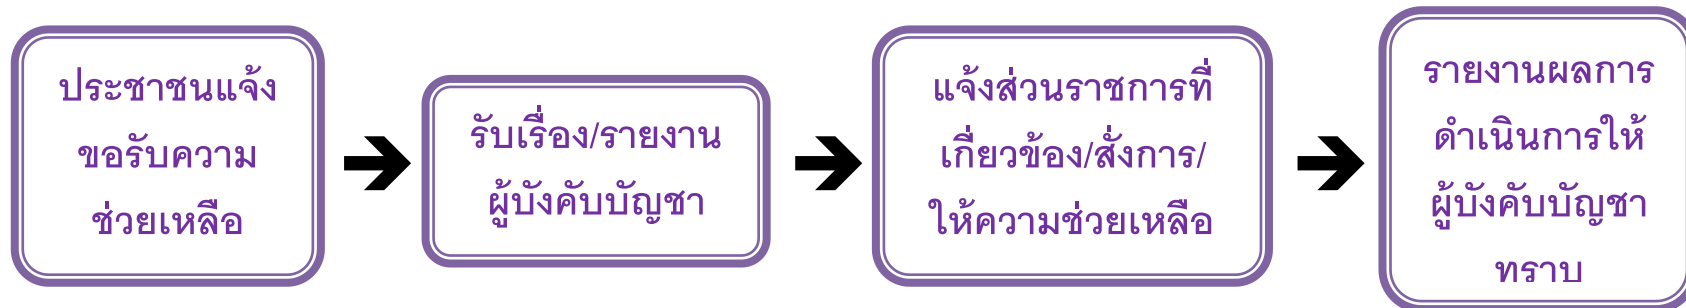 ประชาชนแจ้ง
ขอรับความ
ช่วยเหลือ
รับเรื่อง/รายงาน
ผู้บังคับบัญชา
แจ้งส่วนราชการที่
เกี่ยวข้อง/สั่งการ/
ให้ความช่วยเหลือ
รายงานผลการ
ดำเนินการให้
ผู้บังคับบัญชา
ทราบ